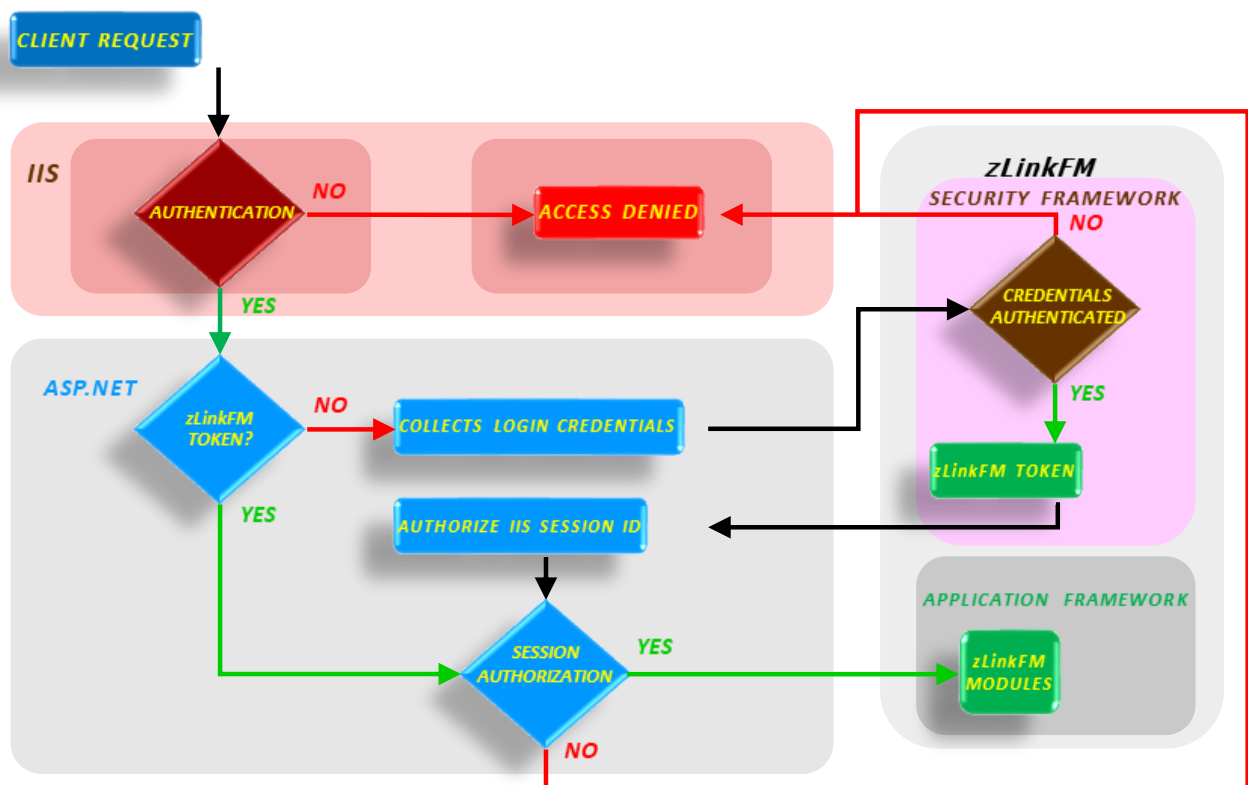 CLIENT REQUEST
IIS
AUTHENTICATION
NO
ACCESS DENIED
YES
zLinkFM
SECURITY FRAMEWORK
NO
CREDENTIALS
AUTHENTICATED
YES
zLinkFM TOKEN
ASP.NET
zLinkFM
TOKEN?
NO
COLLECTS LOGIN CREDENTIALS
YES
AUTHORIZE IIS SESSION ID
SESSION
AUTHORIZATION
YES
NO
APPLICATION FRAMEWORK
zLinkFM
MODULES